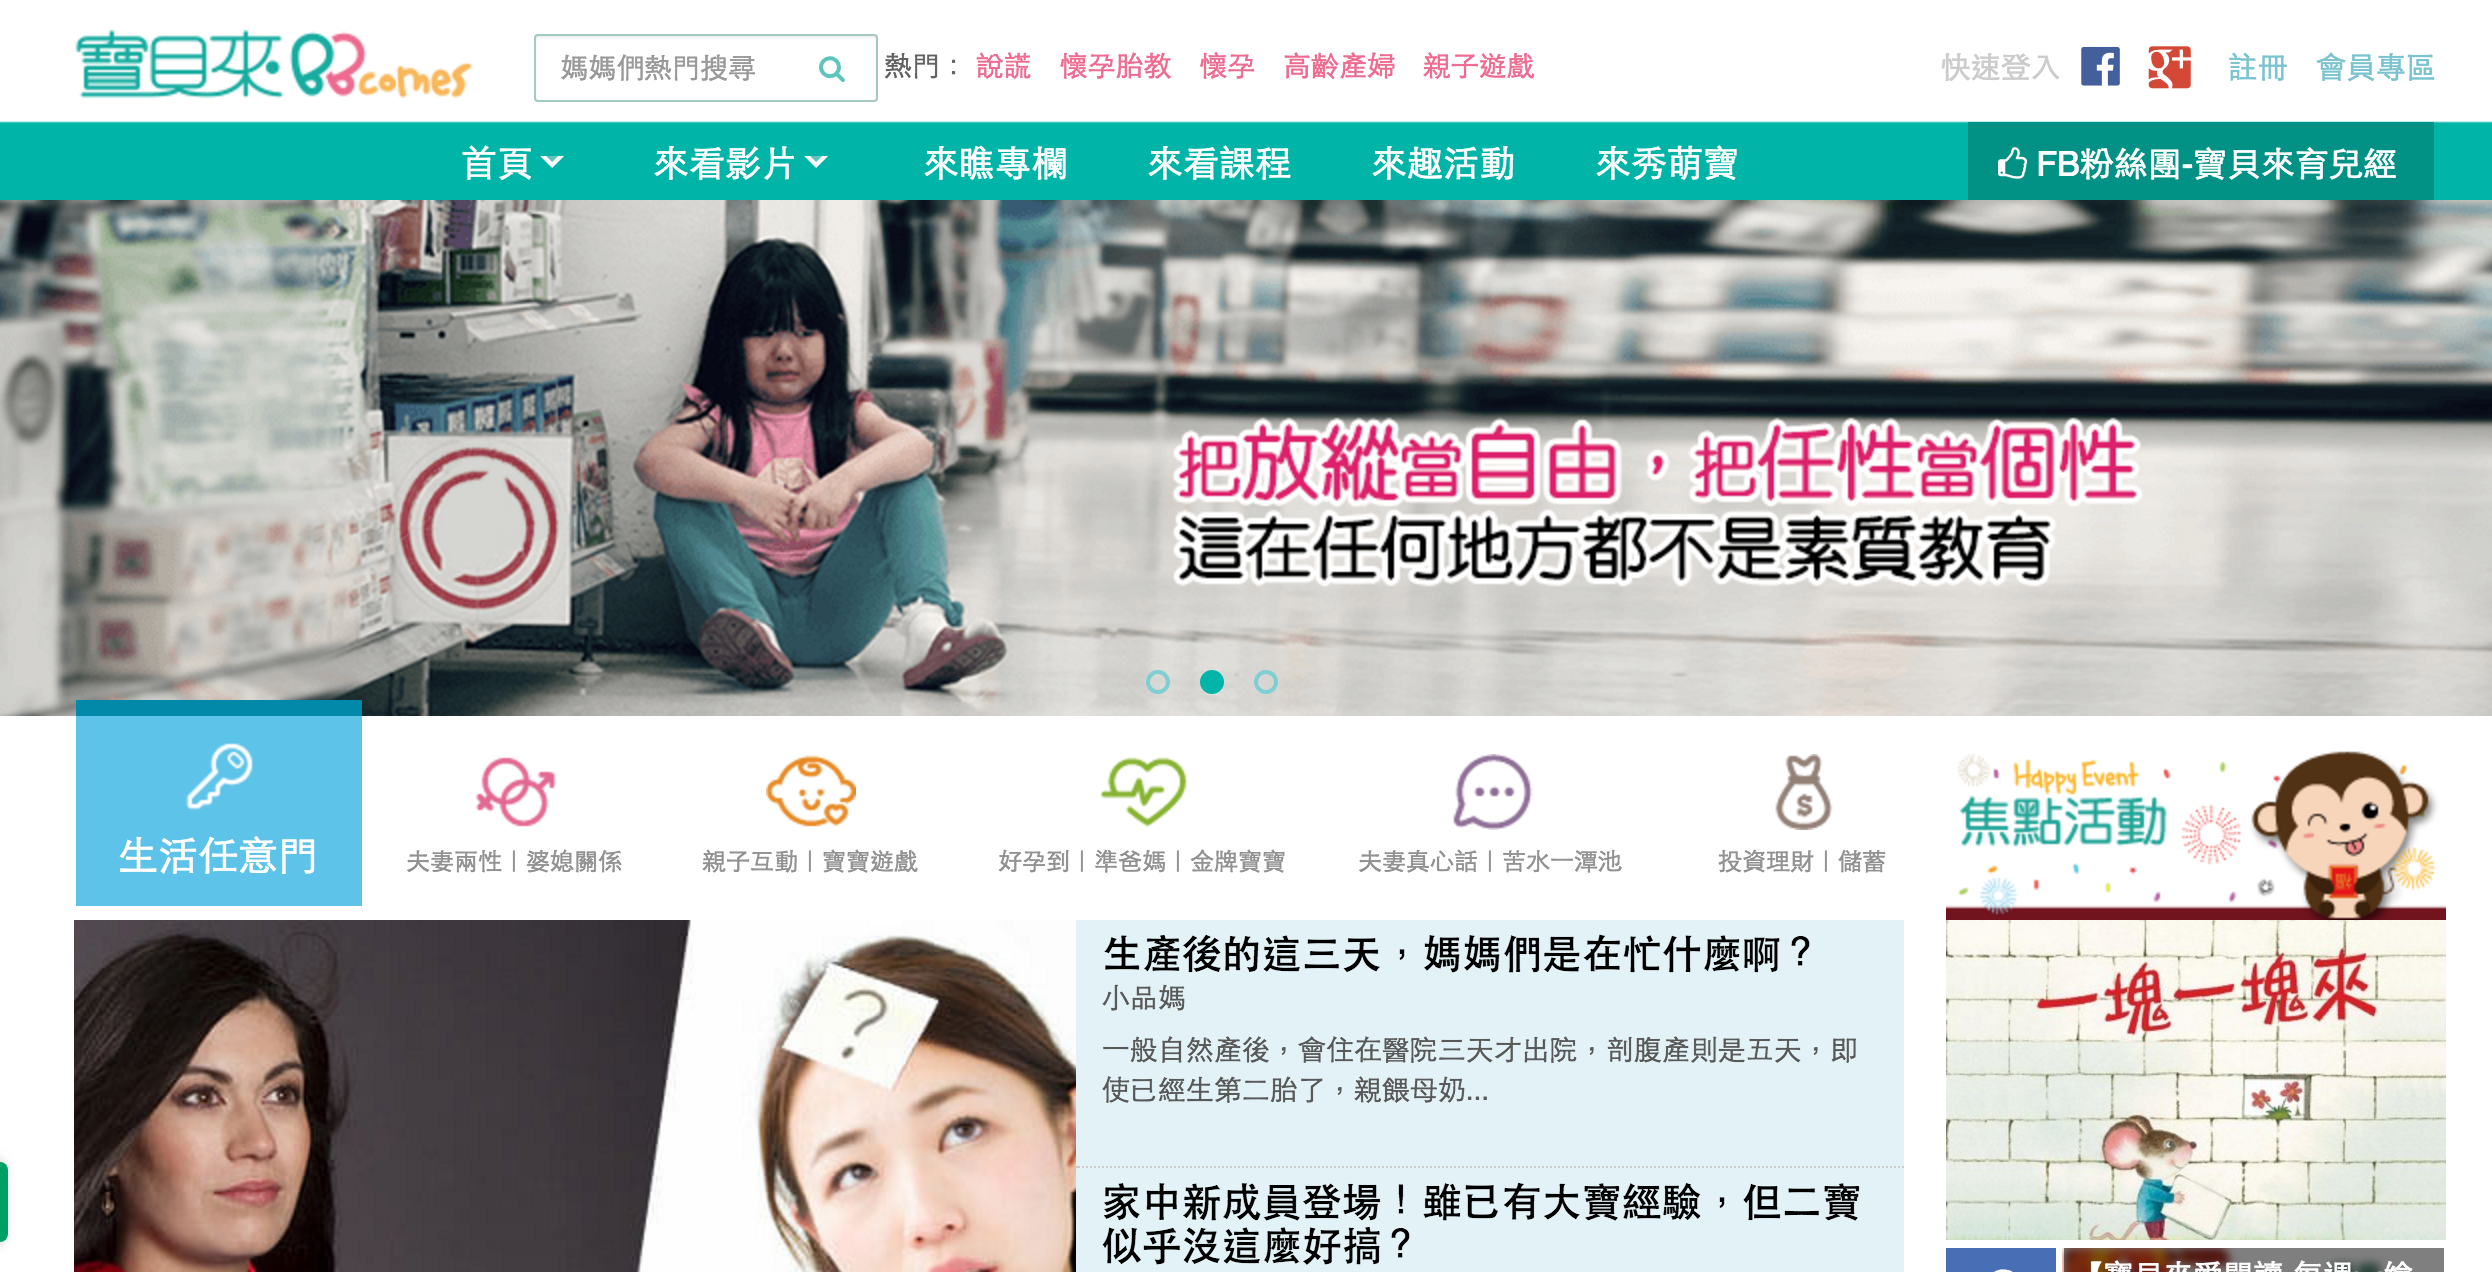 寶貝來 BBcomes
媽媽們熱門搜尋
熱門： 說謊 懷孕胎教 懷孕 高齡產婦 親子遊戲
快速登入 f g+ 註冊 會員專區
首頁 來看影片 來瞧專欄 來看課程 來趣活動 來秀萌寶
FB粉絲團-寶貝來育兒經
把放縱當自由，把任性當個性
這在任何地方都不是素質教育
生活任意門
夫妻兩性｜婆媳關係
親子互動｜寶寶遊戲
好孕到｜準爸媽｜金牌寶寶
夫妻真心話｜苦水一潭池
投資理財｜儲蓄
Happy Event
焦點活動
福
?
生產後的這三天，媽媽們是在忙什麼啊？
小品媽
一般自然產後，會住在醫院三天才出院，剖腹產則是五天，即
使已經生第二胎了，親餵母奶...
家中新成員登場！雖已有大寶經驗，但二寶
似乎沒這麼好搞？
一塊一塊來